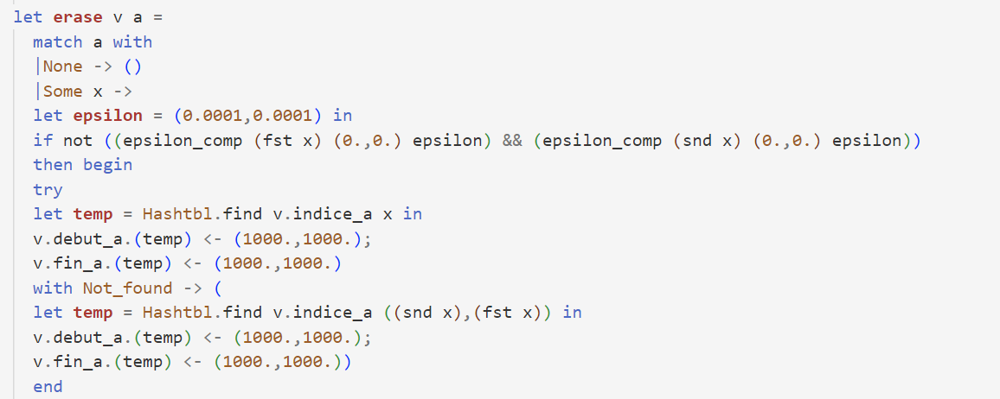 let erase v a =
match a with
|None -> ()
|Some x ->
let epsilon = (0.0001,0.0001) in
if not ((epsilon_comp (fst x) (0.,0.) epsilon) && (epsilon_comp (snd x) (0.,0.) epsilon))
then begin
try
let temp = Hashtbl.find v.indice_a x in
v.debut_a.(temp) <- (1000.,1000.);
v.fin_a.(temp) <- (1000.,1000.)
with Not_found -> (
let temp = Hashtbl.find v.indice_a ((snd x),(fst x)) in
v.debut_a.(temp) <- (1000.,1000.);
v.fin_a.(temp) <- (1000.,1000.))
end